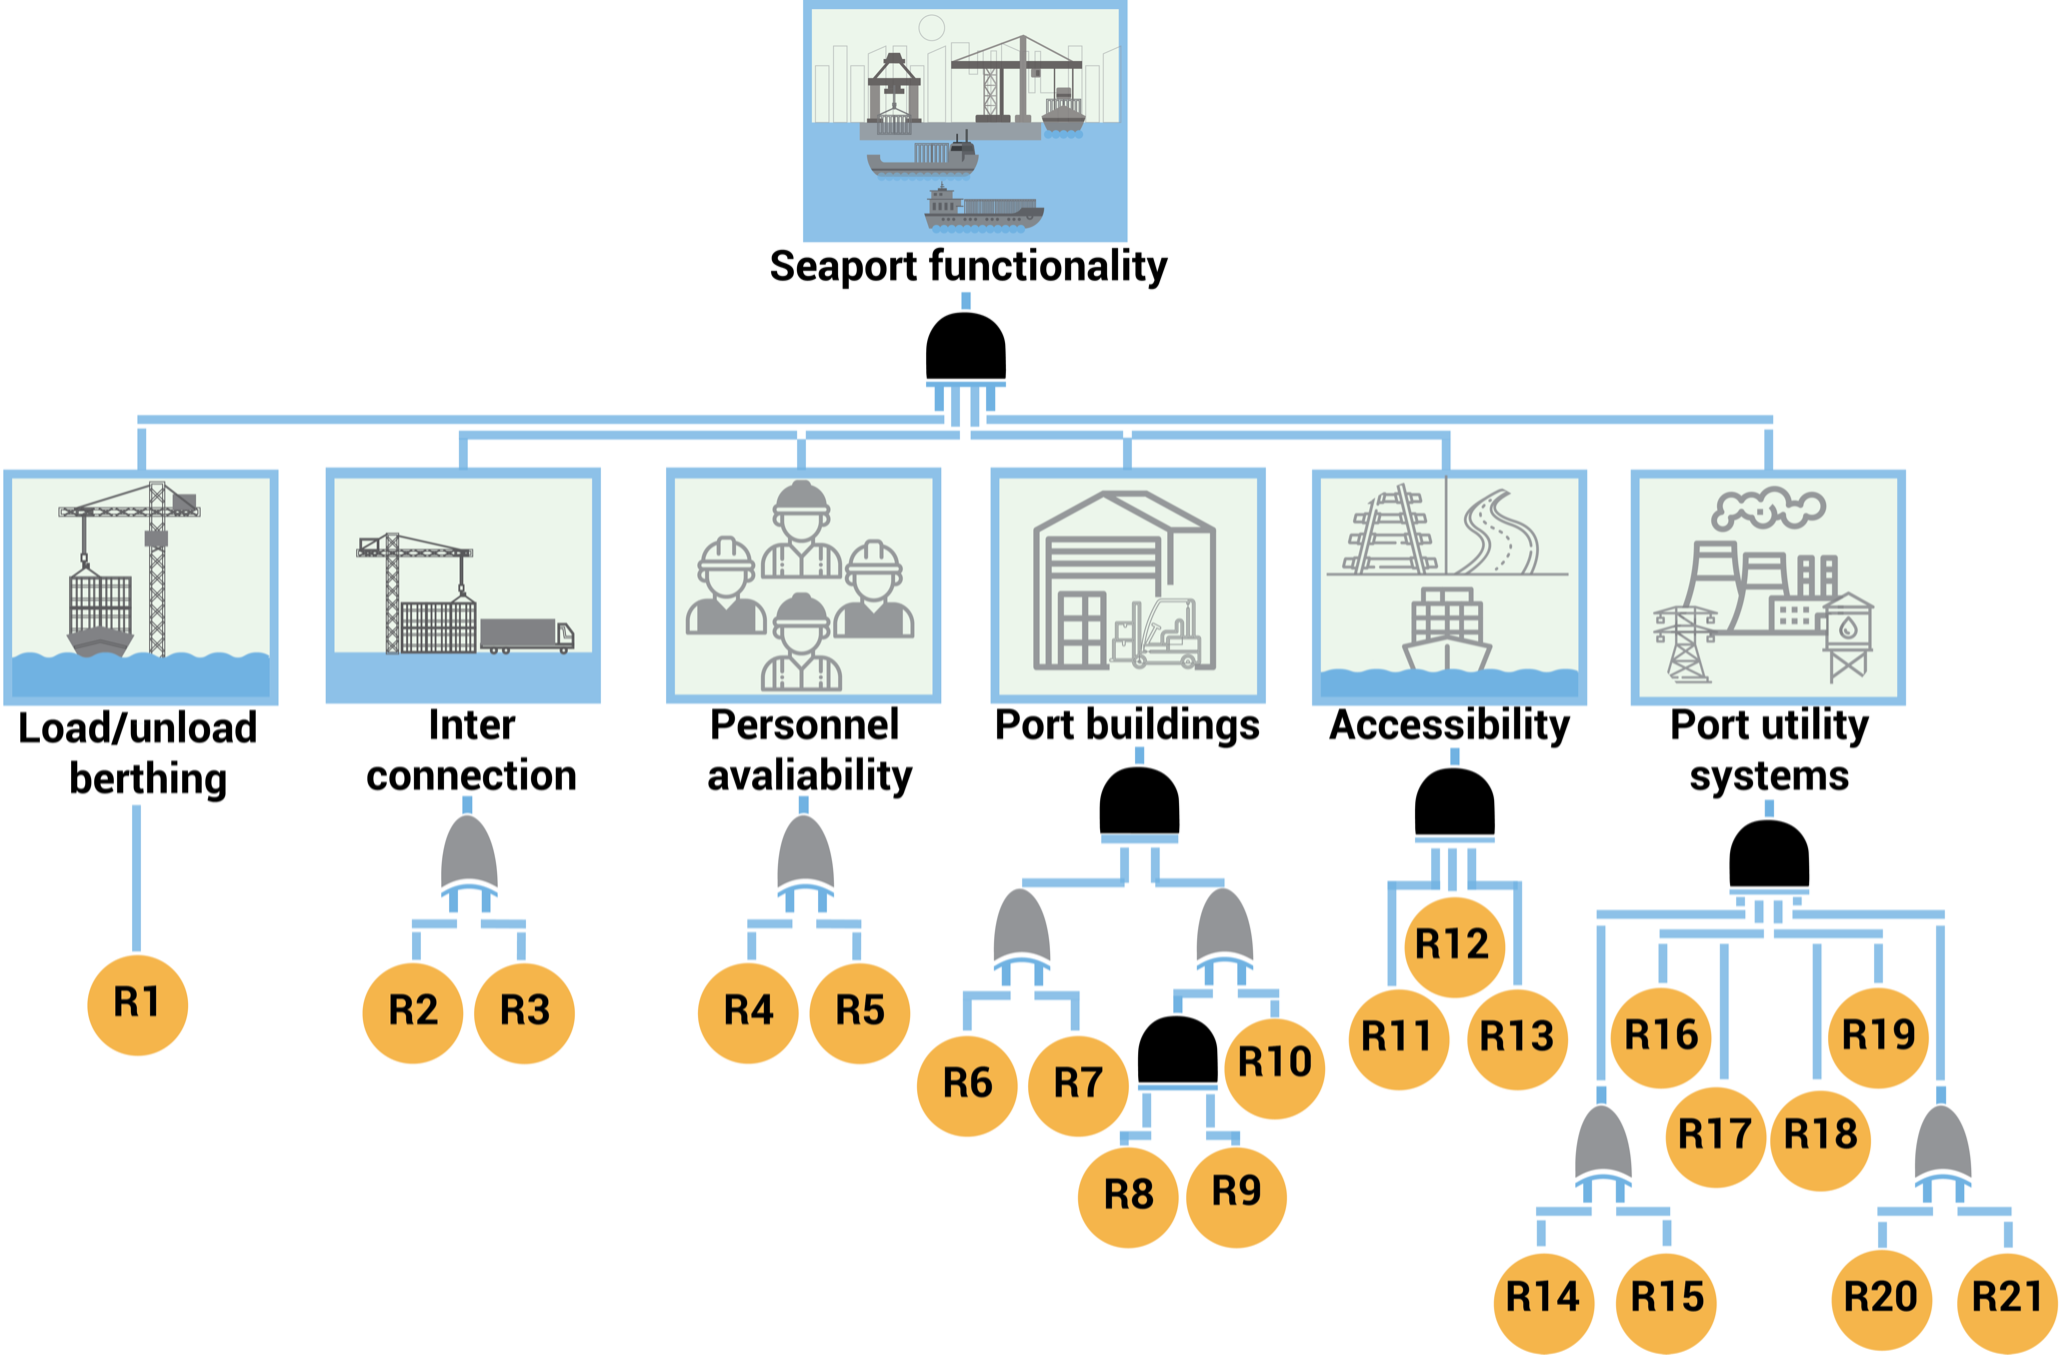 Seaport functionality
Load/unload
berthing
Inter
connection
Personnel
avaliability
Port buildings
Accessibility
Port utility
systems
R1
R2
R3
R4
R5
R6
R7
R8
R9
R10
R11
R12
R13
R14
R15
R16
R17
R18
R19
R20
R21